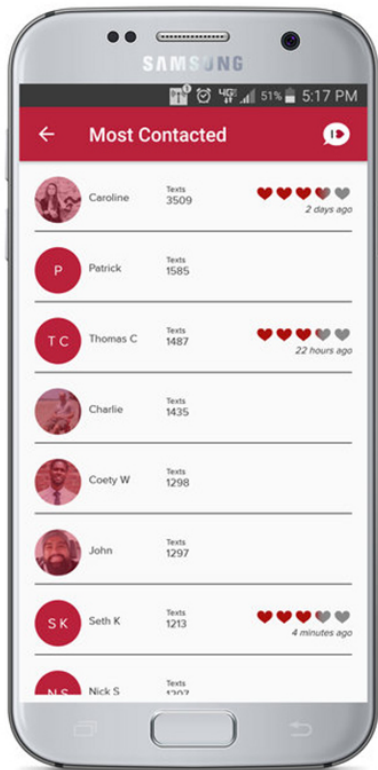 SAMSUNG
4G 51% 5:17 PM
Most Contacted
Caroline
Texts
3509
2 days ago
P
Patrick
Texts
1585
T C
Thomas C
Texts
1487
22 hours ago
Charlie
Texts
1435
Coety W
Texts
1298
John
Texts
1297
S K
Seth K
Texts
1213
4 minutes ago
N S
Nick S
Texts
1207